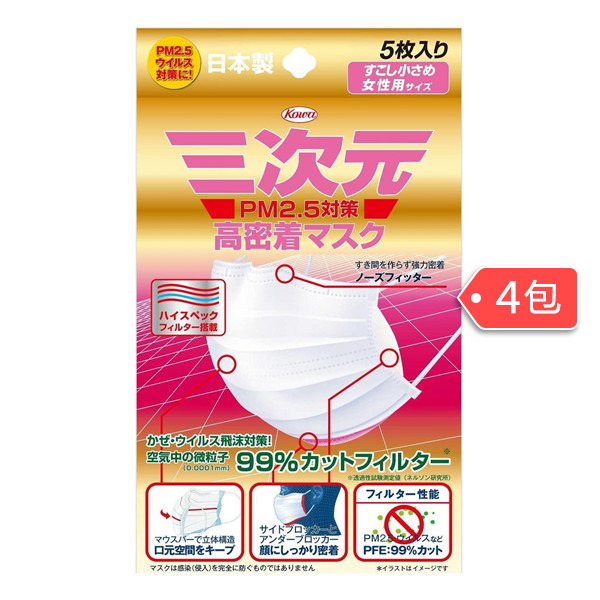 PM2.5
ウイルス
対策に!
日本製
5枚入り
すこし小さめ
女性用サイズ
Kowa
三次元
PM2.5対策
高密着マスク
すき間を作らず強力密着
ノーズフィッター
4包
ハイスペック
フィルター搭載
かぜ・ウイルス飛沫対策!
空気中の微粒子
(0.0001mm)
99%カットフィルター※
※透過性試験測定値(ネルソン研究所)
マウスバーで立体構造
口元空間をキープ
サイドブロッカーと
アンダーブロッカー
顔にしっかり密着
フィルター性能
PM2.5、ウイルスなど
PFE:99%カット
マスクは感染(侵入)を完全に防ぐものではありません
※イラストはイメージです